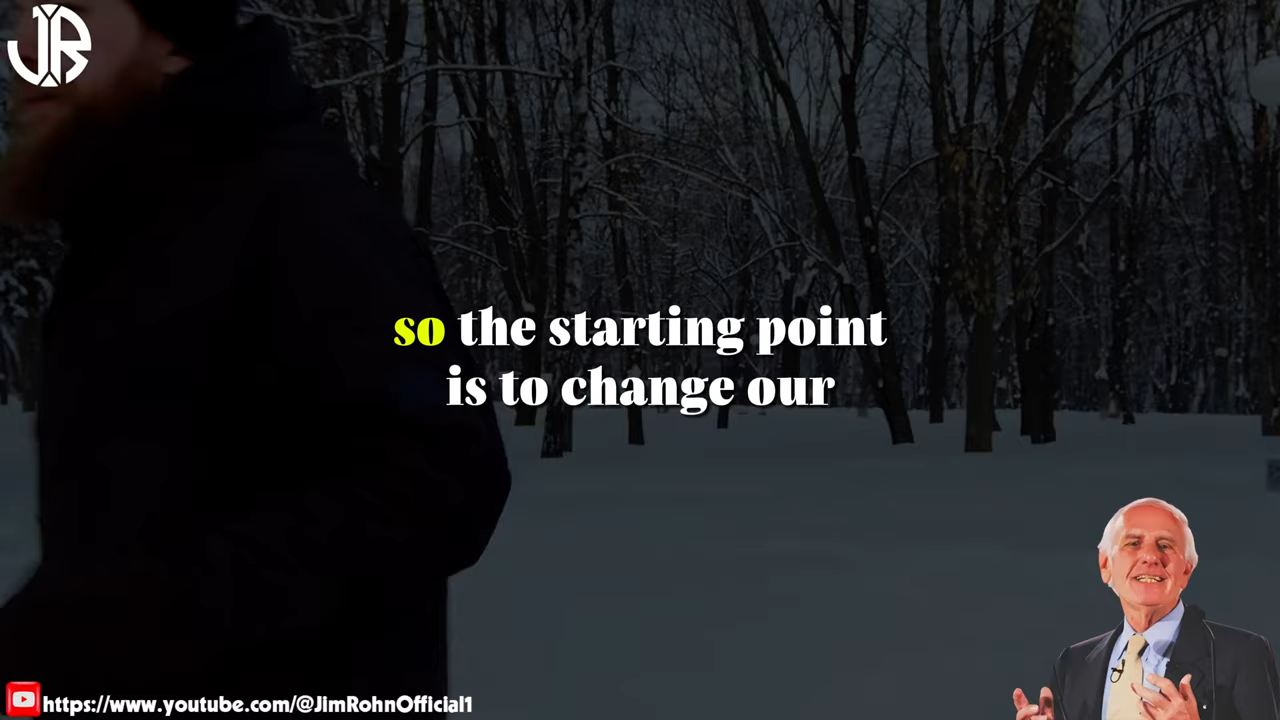 JR
so the starting point
is to change our
https://www.youtube.com/@JimRohnOfficial1